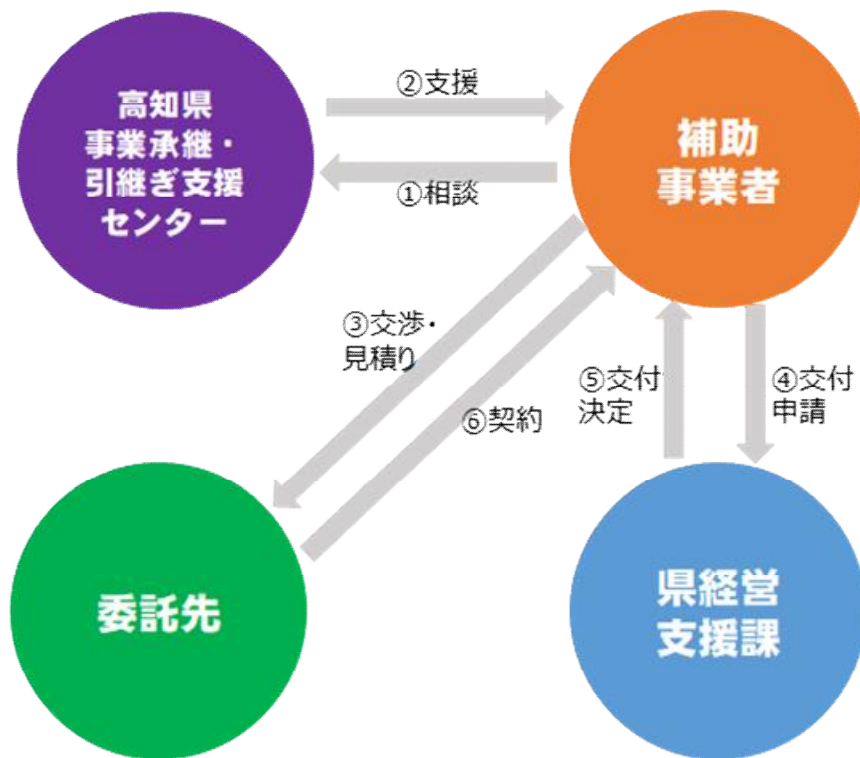 高知県
事業承継・
引継ぎ支援
センター
②支援
①相談
補助
事業者
③交渉・
見積り
⑥契約
⑤交付
決定
④交付
申請
委託先
県経営
支援課